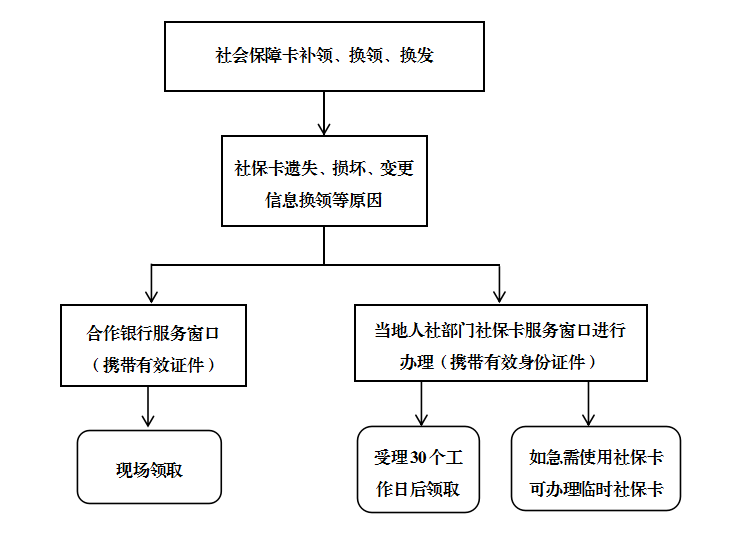 社会保障卡补领、换领、换发
社保卡遗失、损坏、变更
信息换领等原因
合作银行服务窗口
（携带有效证件）
当地人社部门社保卡服务窗口进行
办理（携带有效身份证件）
现场领取
受理30个工
作日后领取
如急需使用社保卡
可办理临时社保卡